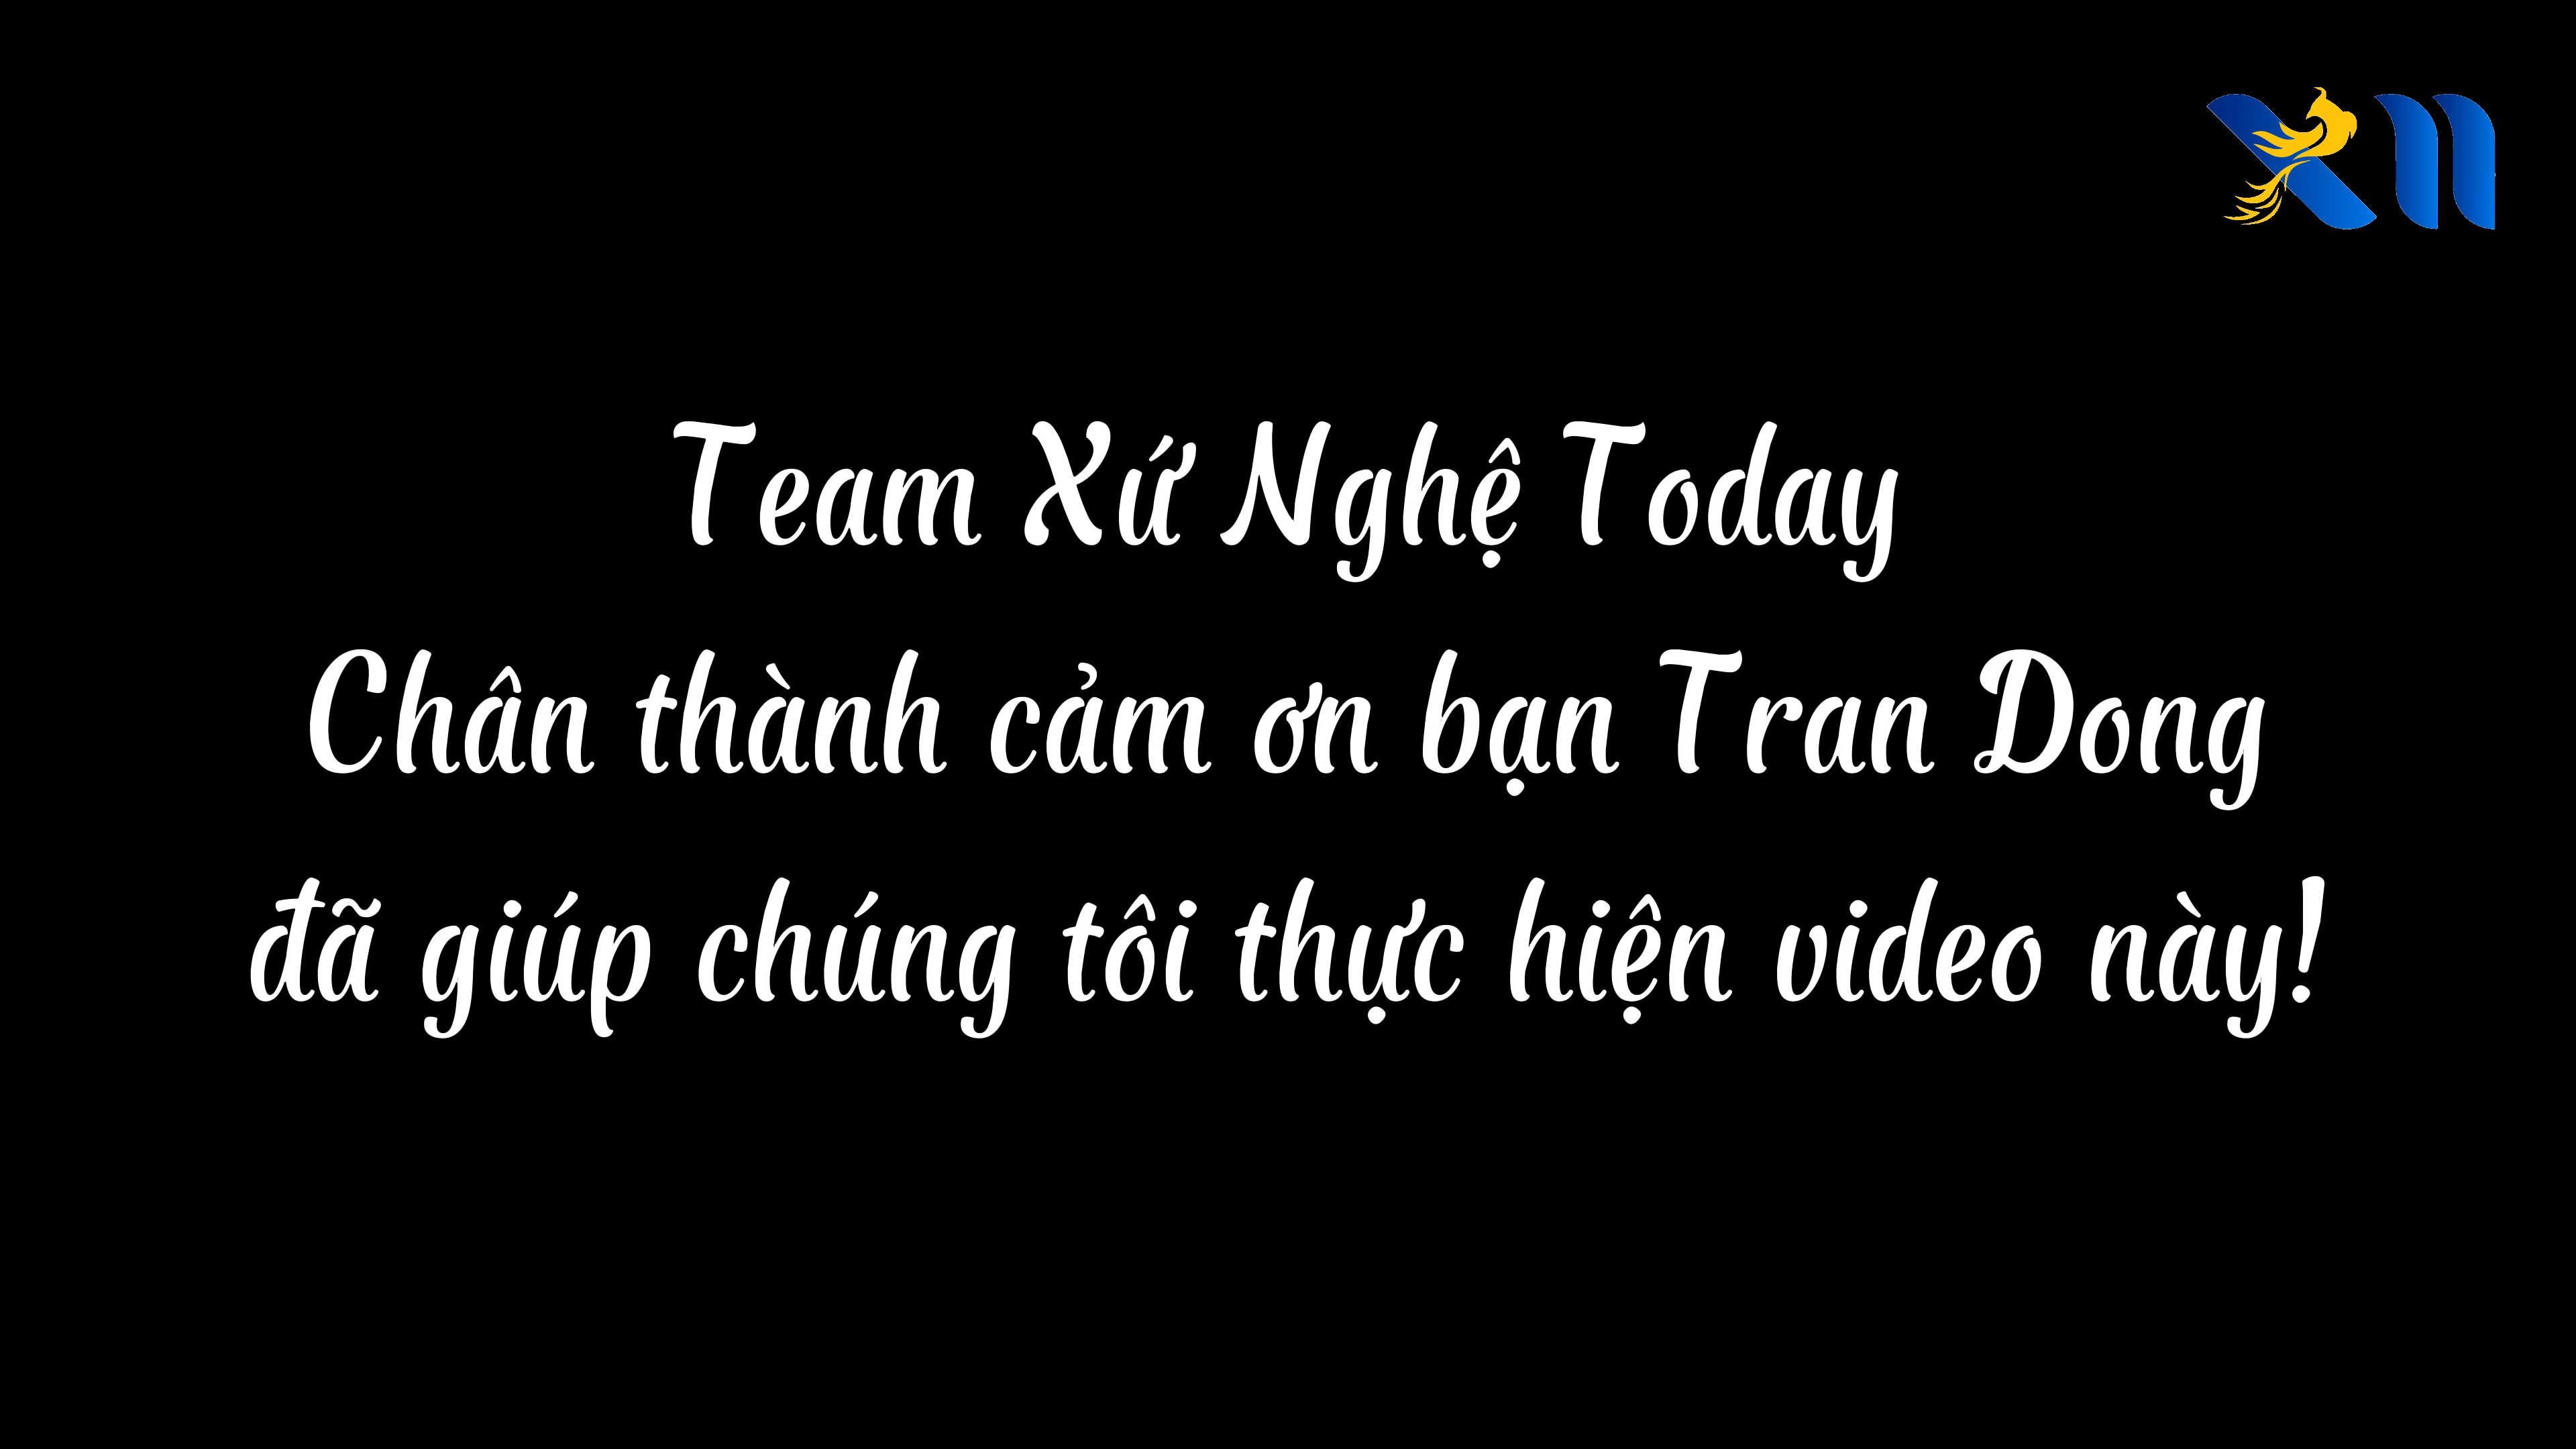 Team Xứ Nghệ Today
Chân thành cảm ơn bạn Tran Dong
đã giúp chúng tôi thực hiện video này!